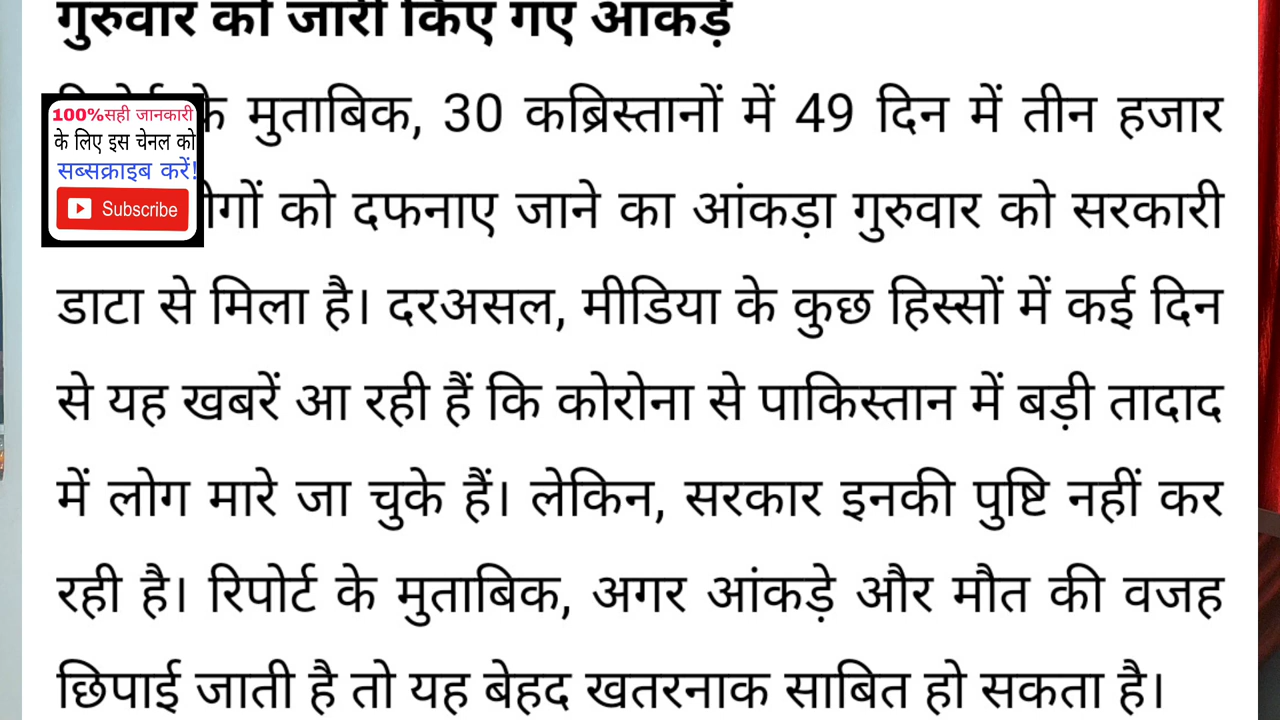 गुरुवार को जारी किए गए आंकड़े
के मुताबिक, 30 कब्रिस्तानों में 49 दिन में तीन हजार
को दफनाए जाने का आंकड़ा गुरुवार को सरकारी
डाटा से मिला है। दरअसल, मीडिया के कुछ हिस्सों में कई दिन
से यह खबरें आ रही हैं कि कोरोना से पाकिस्तान में बड़ी तादाद
में लोग मारे जा चुके हैं। लेकिन, सरकार इनकी पुष्टि नहीं कर
रही है। रिपोर्ट के मुताबिक, अगर आंकड़े और मौत की वजह
छिपाई जाती है तो यह बेहद खतरनाक साबित हो सकता है।
100%सही जानकारी
के लिए इस चेनल को
सब्सक्राइब करें!
Subscribe